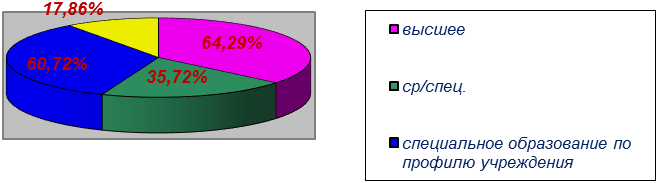 17,86%
64,29%
60,72%
35,72%
высшее
ср/спец.
специальное образование по
профилю учреждения